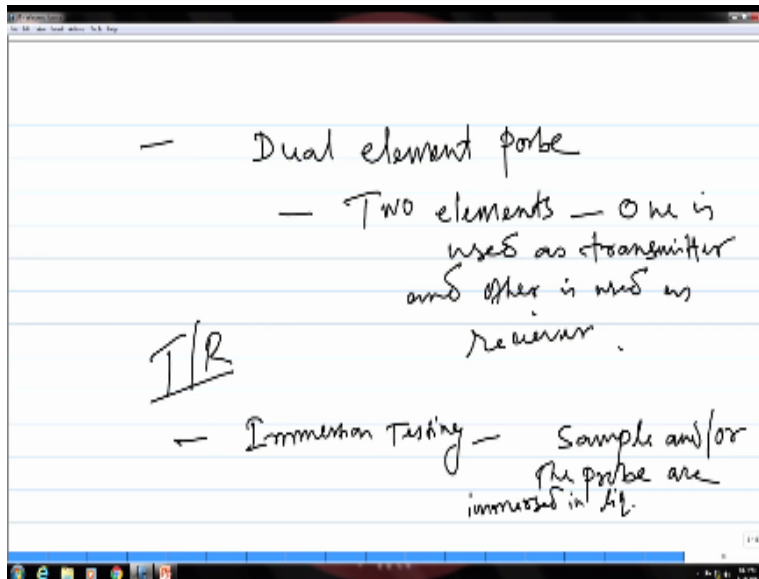 — Dual element porbe
— Two elements — One is
used as transmitter
and other is used as
reciever.
T/R
— Immersion Testing — Sample and/or
the probe are
immersed in liq.